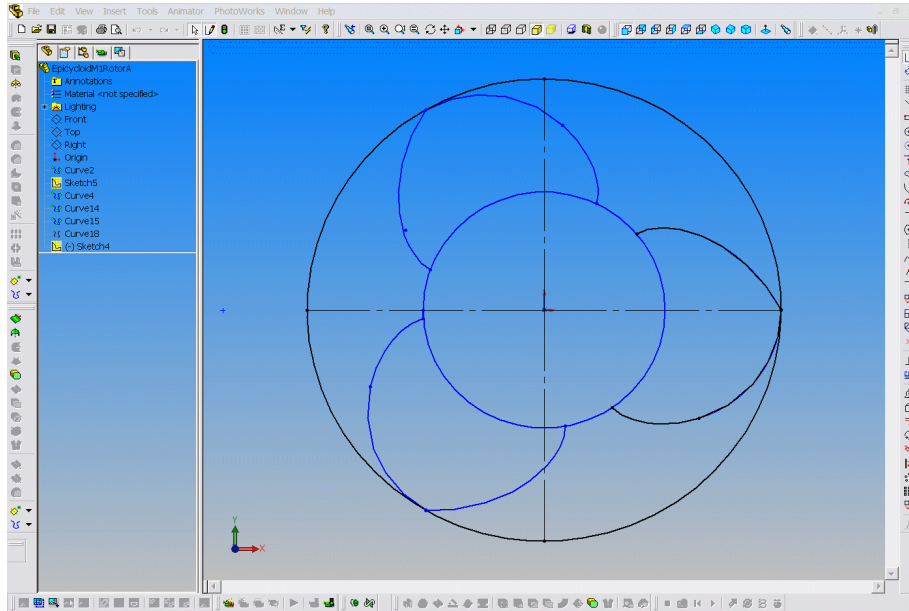 File Edit View Insert Tools Animator PhotoWorks Window Help
EpicycloidM1RotorA
Annotations
Material <not specified>
Lighting
Front
Top
Right
Origin
Curve2
Sketch5
Curve4
Curve14
Curve15
Curve18
(-) Sketch4
Y
X